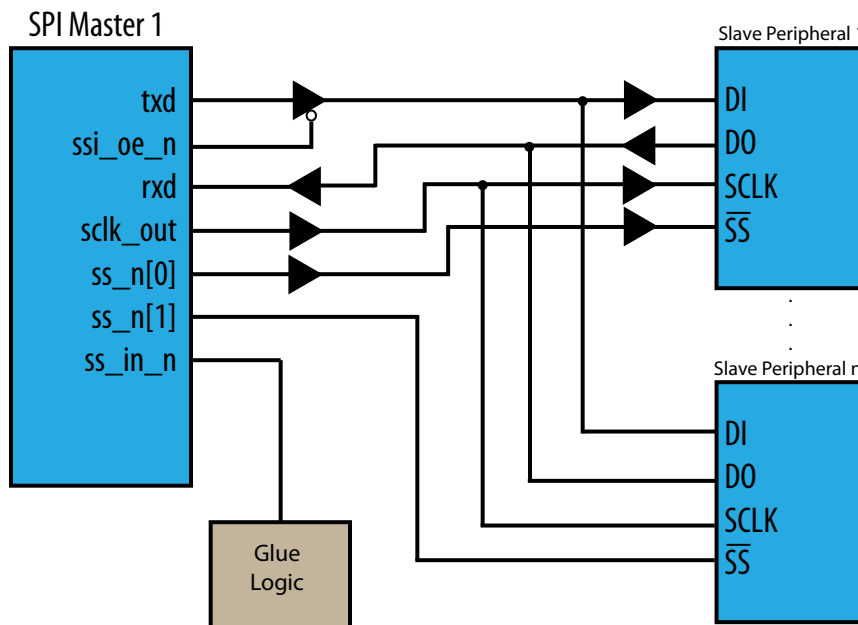 SPI Master 1
txd
ssi_oe_n
rxd
sclk_out
ss_n[0]
ss_n[1]
ss_in_n
Glue
Logic
Slave Peripheral 1
DI
DO
SCLK
SS
.
.
.
Slave Peripheral n
DI
DO
SCLK
SS